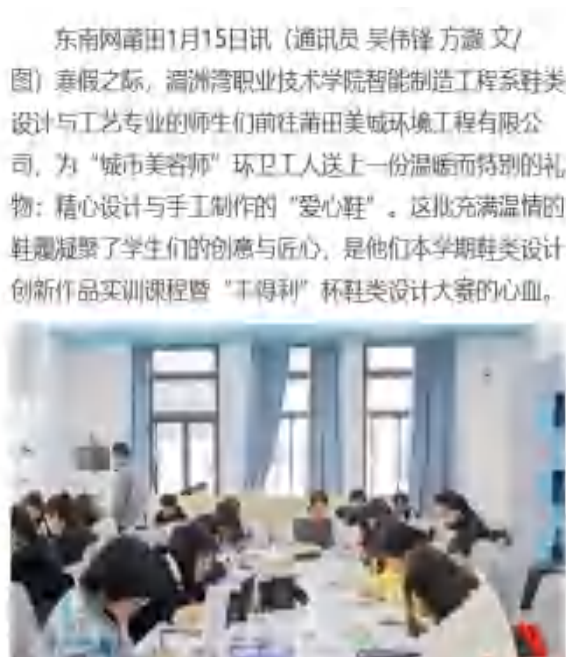 东南网莆田1月15日讯（通讯员 吴伟锋 方灏 文/
图）寒假之际，湄洲湾职业技术学院智能制造工程系鞋类
设计与工艺专业的师生们前往莆田美城环境工程有限公
司，为“城市美容师”环卫工人送上一份温暖而特别的礼
物：精心设计与手工制作的“爱心鞋”。这批充满温情的
鞋履凝聚了学生们的创意与匠心，是他们本学期鞋类设计
创新作品实训课程暨“得利”杯鞋类设计大赛的心血。